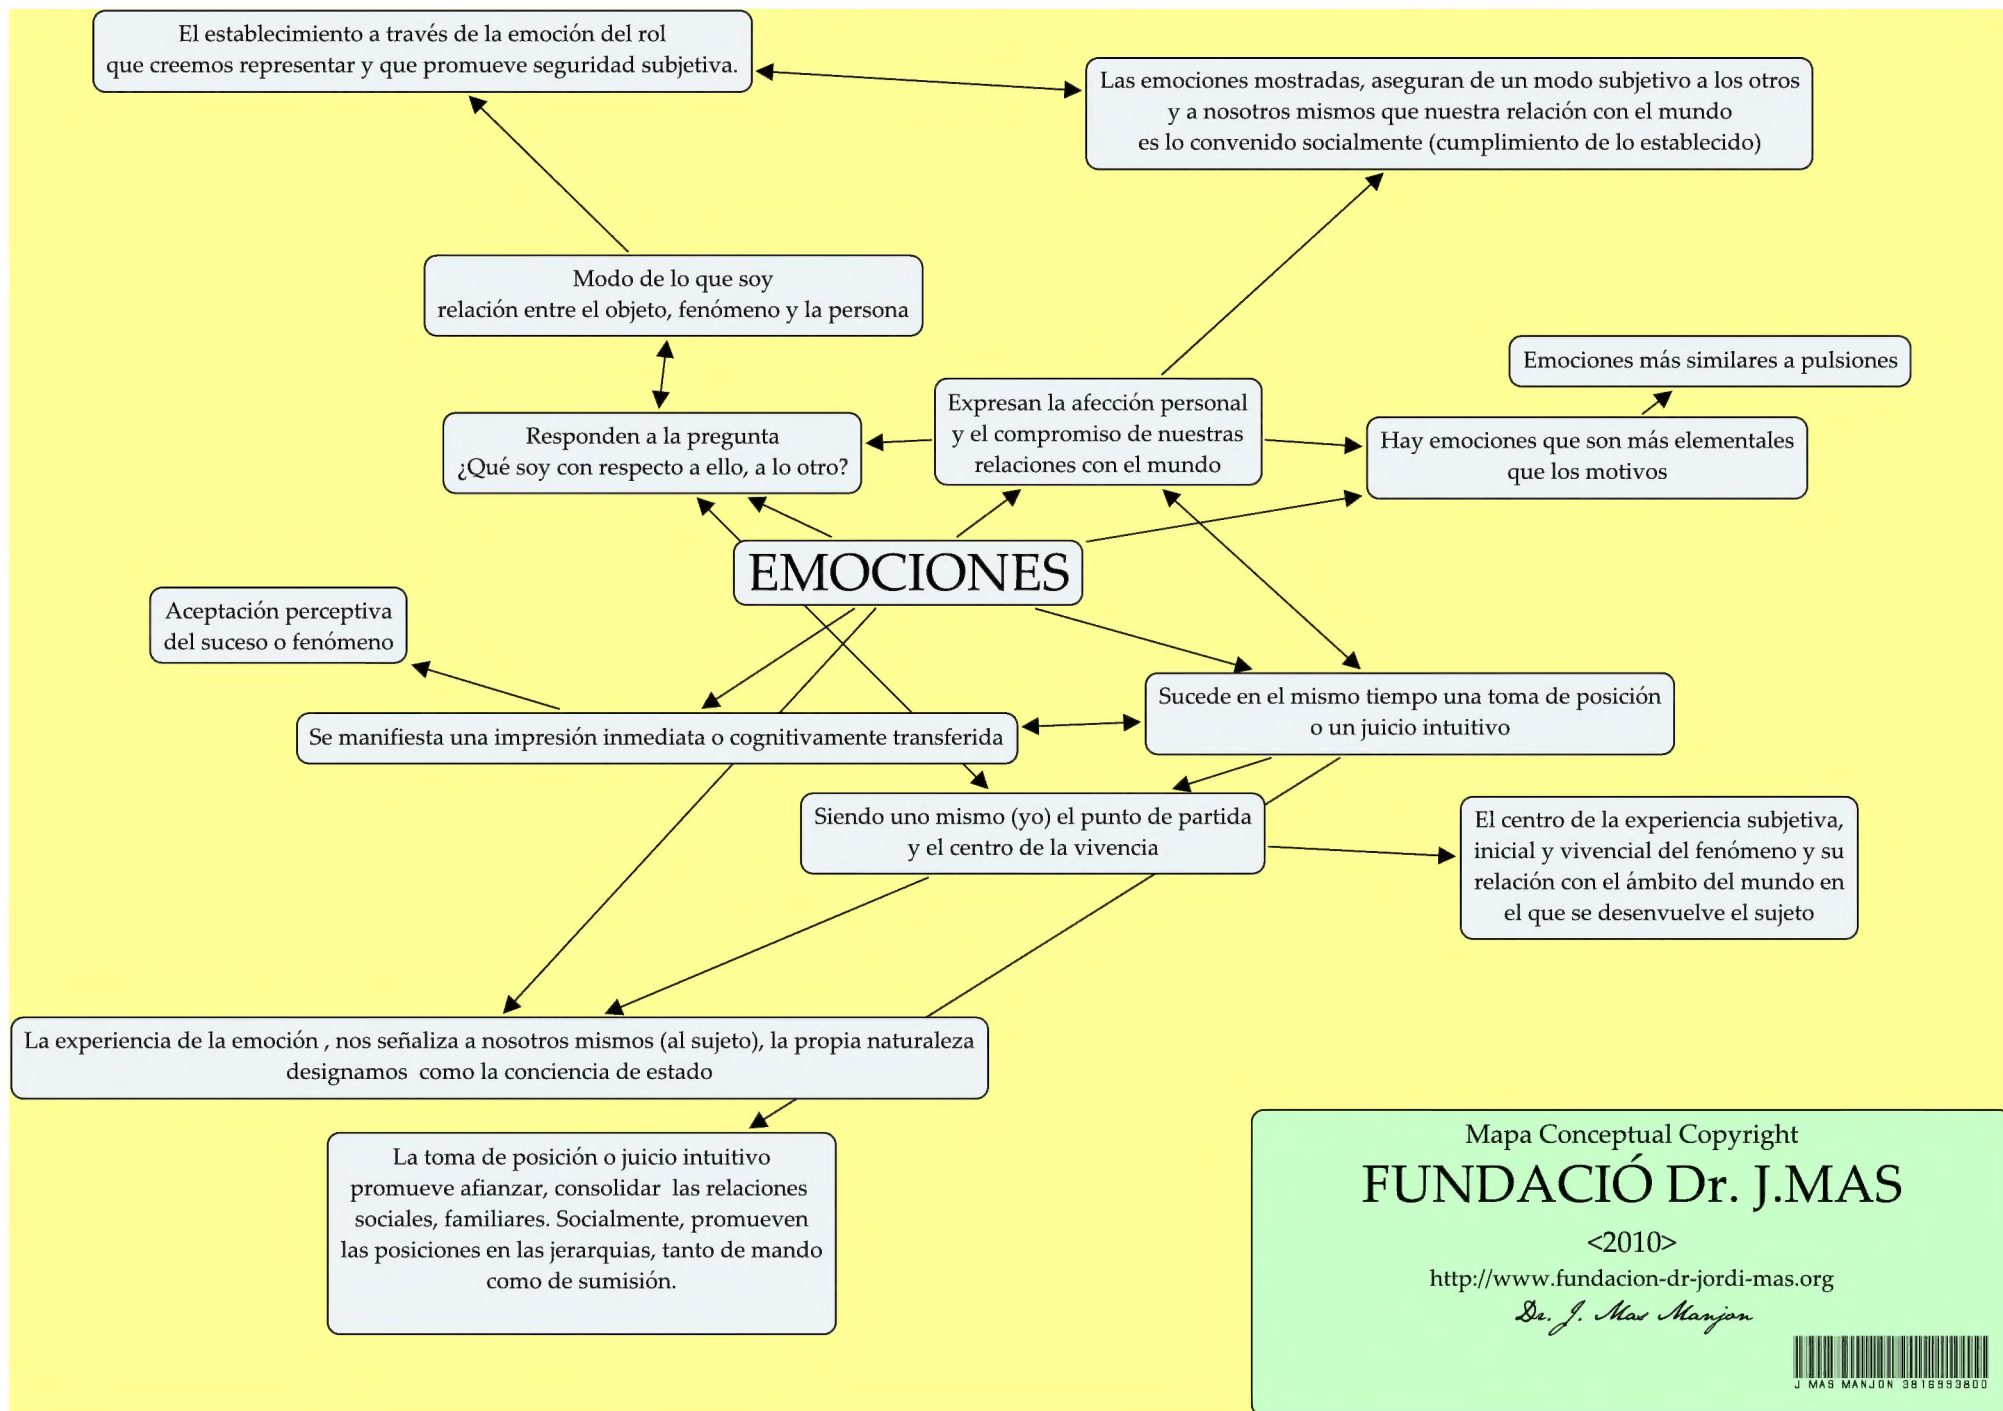 El establecimiento a través de la emoción del rol
que creemos representar y que promueve seguridad subjetiva.
Las emociones mostradas, aseguran de un modo subjetivo a los otros
y a nosotros mismos que nuestra relación con el mundo
es lo convenido socialmente (cumplimiento de lo establecido)
Modo de lo que soy
relación entre el objeto, fenómeno y la persona
Emociones más similares a pulsiones
Expresan la afección personal
y el compromiso de nuestras
relaciones con el mundo
Responden a la pregunta
¿Qué soy con respecto a ello, a lo otro?
Hay emociones que son más elementales
que los motivos
EMOCIONES
Aceptación perceptiva
del suceso o fenómeno
Sucede en el mismo tiempo una toma de posición
o un juicio intuitivo
Se manifiesta una impresión inmediata o cognitivamente transferida
Siendo uno mismo (yo) el punto de partida
y el centro de la vivencia
El centro de la experiencia subjetiva,
inicial y vivencial del fenómeno y su
relación con el ámbito del mundo en
el que se desenvuelve el sujeto
La experiencia de la emoción , nos señaliza a nosotros mismos (al sujeto), la propia naturaleza
designamos como la conciencia de estado
La toma de posición o juicio intuitivo
promueve afianzar, consolidar las relaciones
sociales, familiares. Socialmente, promueven
las posiciones en las jerarquias, tanto de mando
como de sumisión.
Mapa Conceptual Copyright
FUNDACIÓ Dr. J.MAS
<2010>
http://www.fundacion-dr-jordi-mas.org
Dr. J. Mas Manjon
J MAS MANJON 3816993800